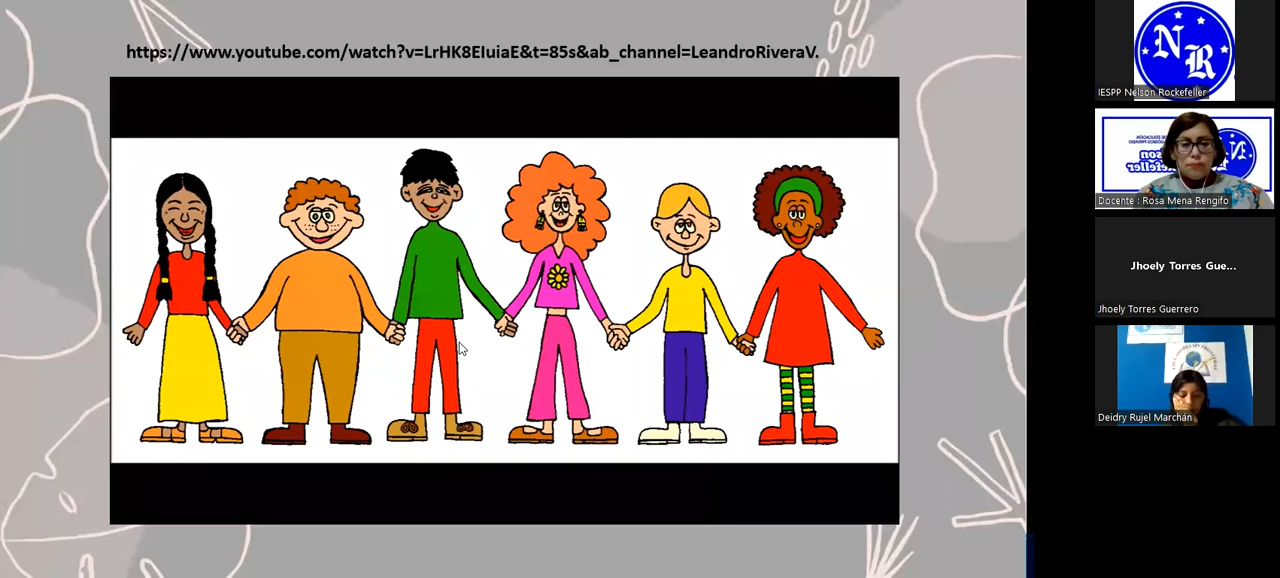 https://www.youtube.com/watch?v=LrHK8EIuiaE&t=85s&ab_channel=LeandroRiveraV.
NR
IESPP Nelson Rockefeller
Docente : Rosa Mena Rengifo
Jhoely Torres Gue...
Jhoely Torres Guerrero
Deidry Rujel Marchán